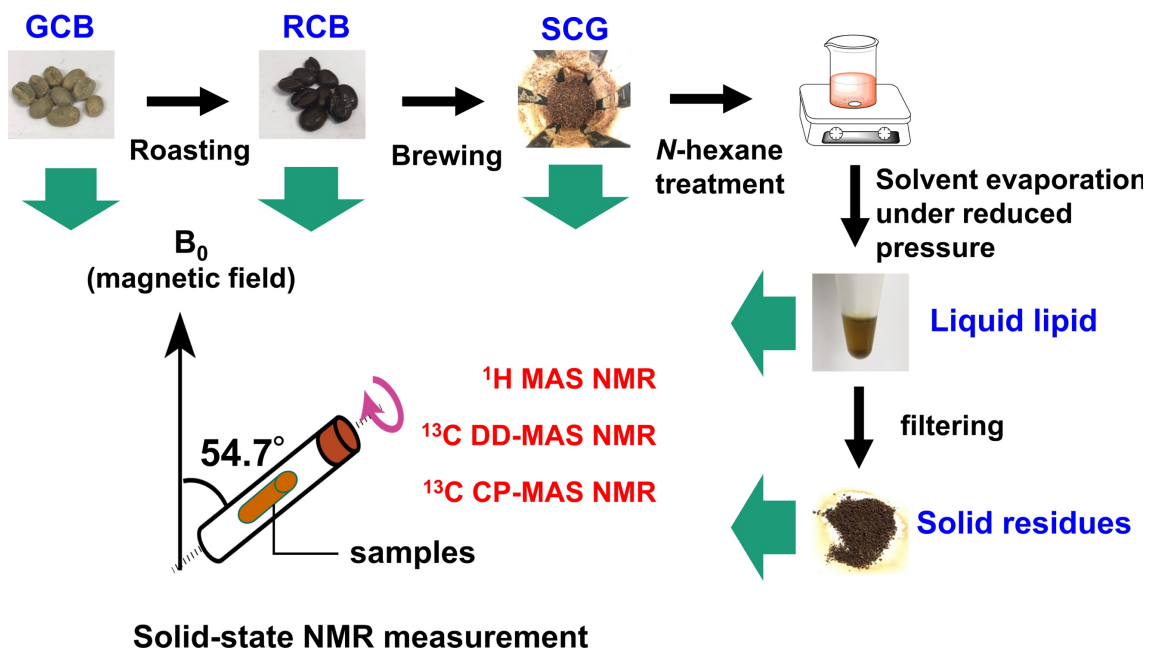 GCB
RCB
SCG
Roasting
Brewing
N-hexane
treatment
Solvent evaporation
under reduced
pressure
B₀
(magnetic field)
Liquid lipid
¹H MAS NMR
¹³C DD-MAS NMR
¹³C CP-MAS NMR
filtering
54.7°
Solid residues
samples
Solid-state NMR measurement